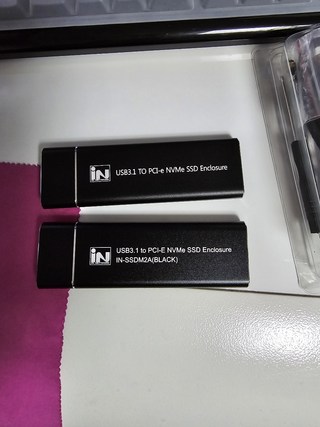 iN
USB3.1 TO PCI-e NVMe SSD Enclosure
iN
USB3.1 to PCI-E NVMe SSD Enclosure
IN-SSDM2A(BLACK)